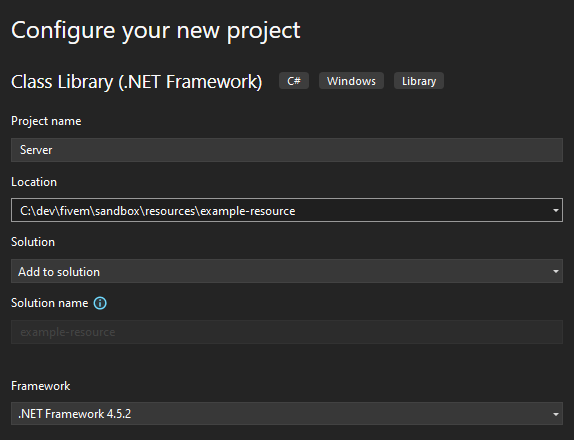 Configure your new project
Class Library (.NET Framework) C# Windows Library
Project name
Server
Location
C:\dev\fivem\sandbox\resources\example-resource
Solution
Add to solution
Solution name
example-resource
Framework
.NET Framework 4.5.2